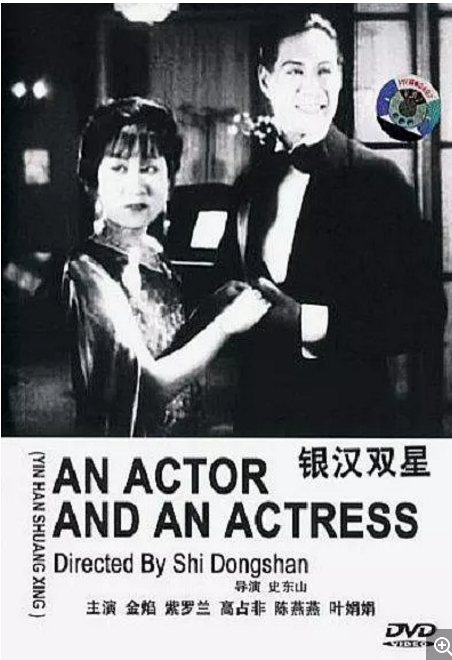 银汉双星
(YIN HAN SHUANG XING)
AN ACTOR
AND AN ACTRESS
Directed By Shi Dongshan
导演 史东山
主演 金焰 紫罗兰 高占非 陈燕燕 叶娟娟
DVD
VIDEO